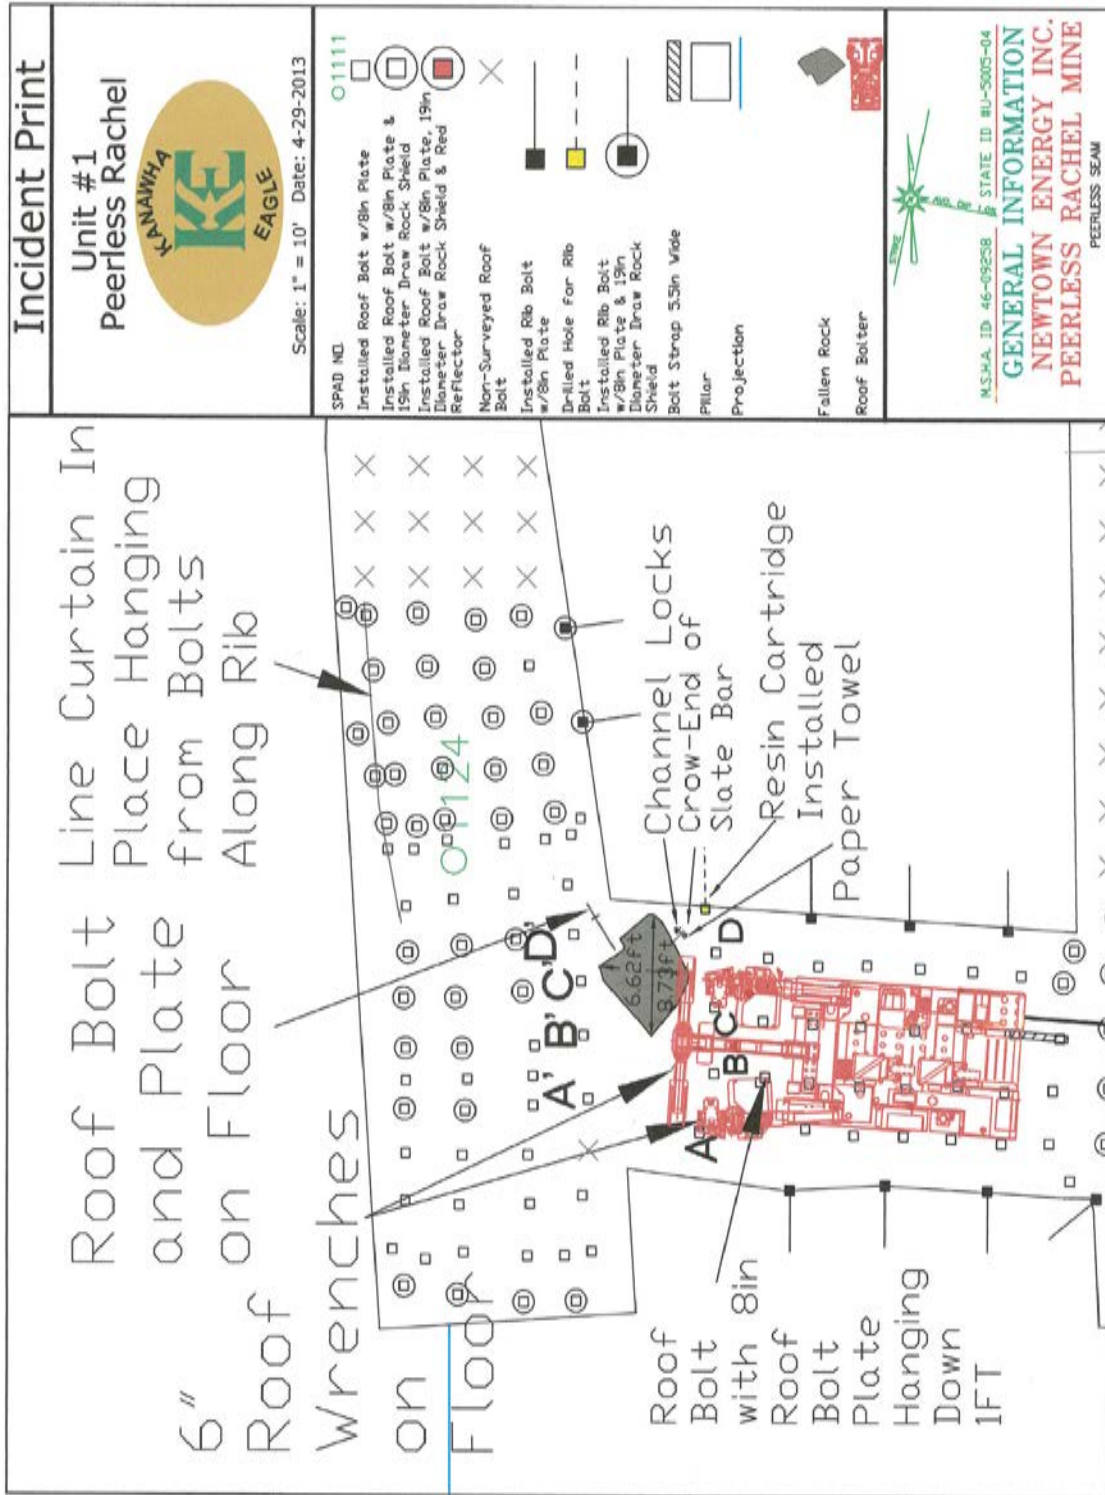 Incident Print
Unit #1
Peerless Rachel
KANAWHA
KE
EAGLE
Scale: 1" = 10' Date: 4-29-2013
SPAD NO. 01111
Installed Roof Bolt w/8in Plate
Installed Roof Bolt w/8in Plate &
19in Diameter Draw Rock Shield
Installed Roof Bolt w/8in Plate, 19in
Diameter Draw Rock Shield & Red
Reflector
Non-Surveyed Roof
Bolt
Installed Rib Bolt
w/8in Plate
Drilled Hole for Rib
Bolt
Installed Rib Bolt
w/8in Plate & 19in
Diameter Draw Rock
Shield
Bolt Strap 5.5in Wide
Pillar
Projection
Fallen Rock
Roof Bolter
STRIKE
M.S.H.A. ID 46-09258 STATE ID #U-5005-04
GENERAL INFORMATION
NEWTOWN ENERGY INC.
PEERLESS RACHEL MINE
PEERLESS SEAM
Line Curtain In
Place Hanging
from Bolts
Along Rib
Roof Bolt
and Plate
on Floor
6"
Roof
Wrenches
on
Floor
01124
A' B' C' D'
6.62ft
8.73ft
A B C D
Channel Locks
Crow-End of
Slate Bar
Resin Cartridge
Installed
Paper Towel
Roof
Bolt
with 8in
Roof
Bolt
Plate
Hanging
Down
1FT